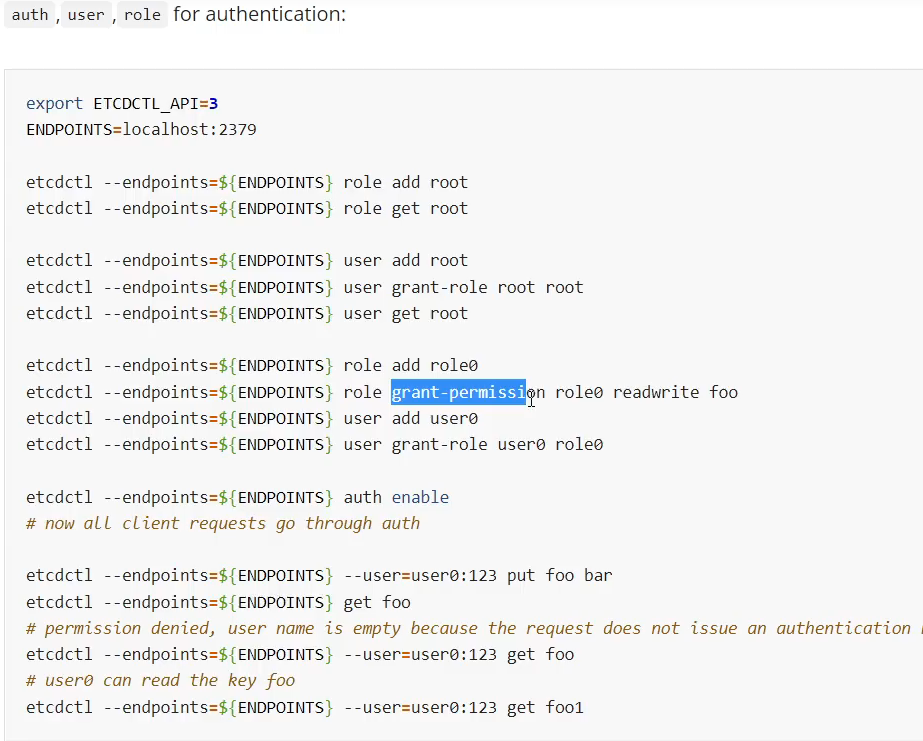 auth , user , role for authentication:
export ETCDCTL_API=3
ENDPOINTS=localhost:2379
etcdctl --endpoints=${ENDPOINTS} role add root
etcdctl --endpoints=${ENDPOINTS} role get root
etcdctl --endpoints=${ENDPOINTS} user add root
etcdctl --endpoints=${ENDPOINTS} user grant-role root root
etcdctl --endpoints=${ENDPOINTS} user get root
etcdctl --endpoints=${ENDPOINTS} role add role0
etcdctl --endpoints=${ENDPOINTS} role grant-permission role0 readwrite foo
etcdctl --endpoints=${ENDPOINTS} user add user0
etcdctl --endpoints=${ENDPOINTS} user grant-role user0 role0
etcdctl --endpoints=${ENDPOINTS} auth enable
# now all client requests go through auth
etcdctl --endpoints=${ENDPOINTS} --user=user0:123 put foo bar
etcdctl --endpoints=${ENDPOINTS} get foo
# permission denied, user name is empty because the request does not issue an authentication
etcdctl --endpoints=${ENDPOINTS} --user=user0:123 get foo
# user0 can read the key foo
etcdctl --endpoints=${ENDPOINTS} --user=user0:123 get foo1